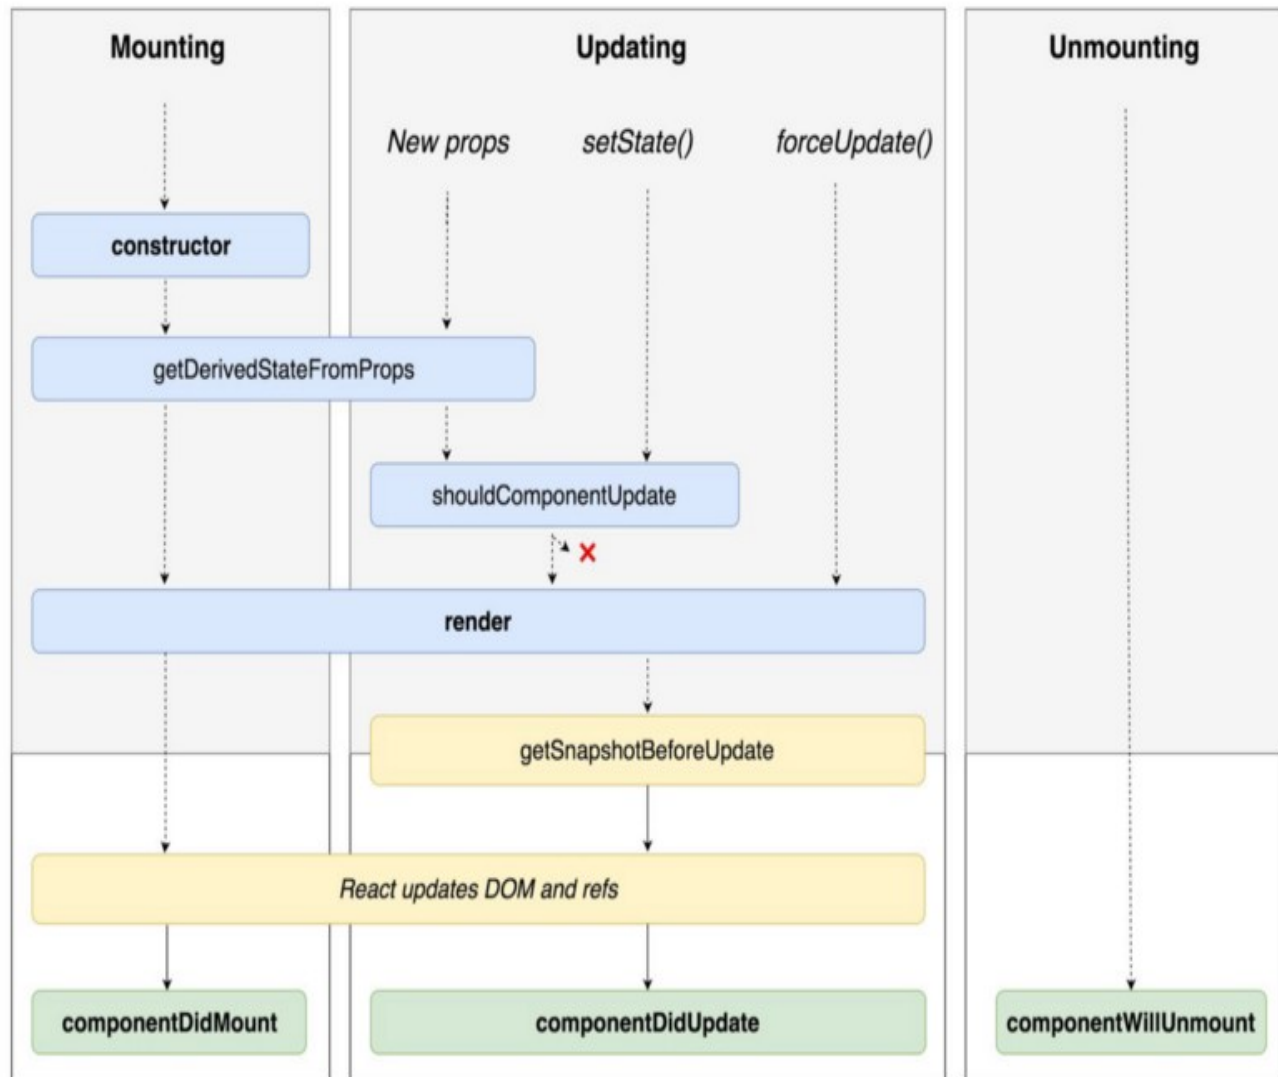 Mounting
Updating
Unmounting
New props
setState()
forceUpdate()
constructor
getDerivedStateFromProps
shouldComponentUpdate
render
getSnapshotBeforeUpdate
React updates DOM and refs
componentDidMount
componentDidUpdate
componentWillUnmount